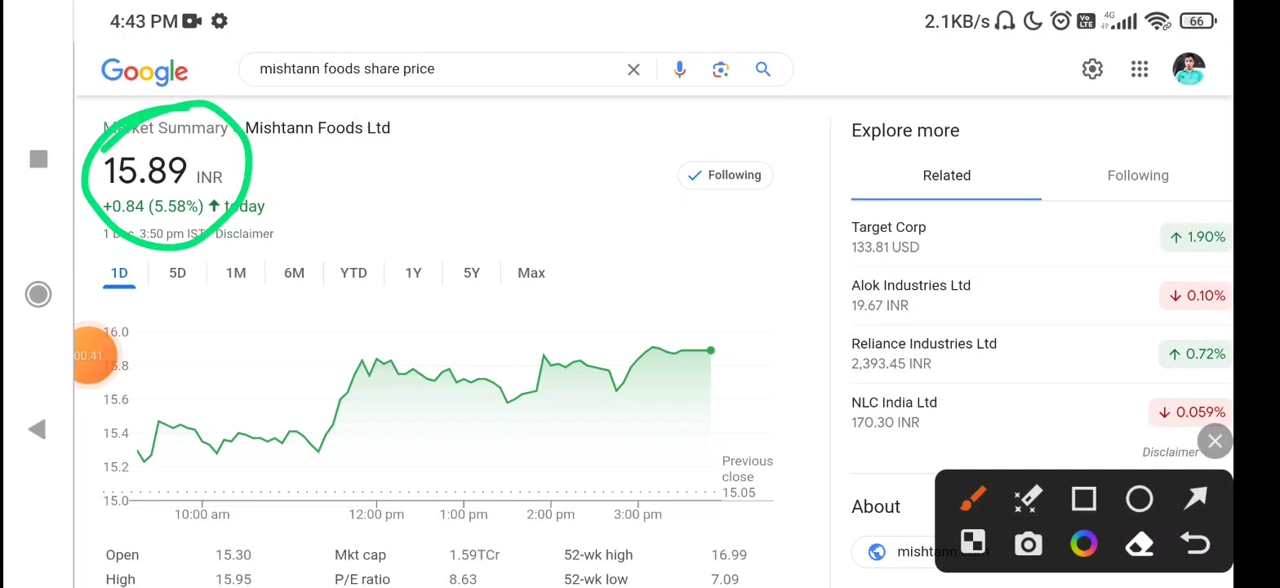 4:43 PM
2.1KB/s Vo LTE 4G 66
Google
mishtann foods share price
Market Summary Mishtann Foods Ltd
15.89 INR
Following
+0.84 (5.58%) today
1 Dec, 3:50 pm IST Disclaimer
1D 5D 1M 6M YTD 1Y 5Y Max
16.0
15.8
15.6
15.4
15.2
15.0
00.41
Previous
close
15.05
10:00 am 12:00 pm 1:00 pm 2:00 pm 3:00 pm
Open 15.30 Mkt cap 1.59TCr 52-wk high 16.99
High 15.95 P/E ratio 8.63 52-wk low 7.09
Explore more
Related Following
Target Corp
133.81 USD
1.90%
Alok Industries Ltd
19.67 INR
0.10%
Reliance Industries Ltd
2,393.45 INR
0.72%
NLC India Ltd
170.30 INR
0.059%
Disclaimer
About